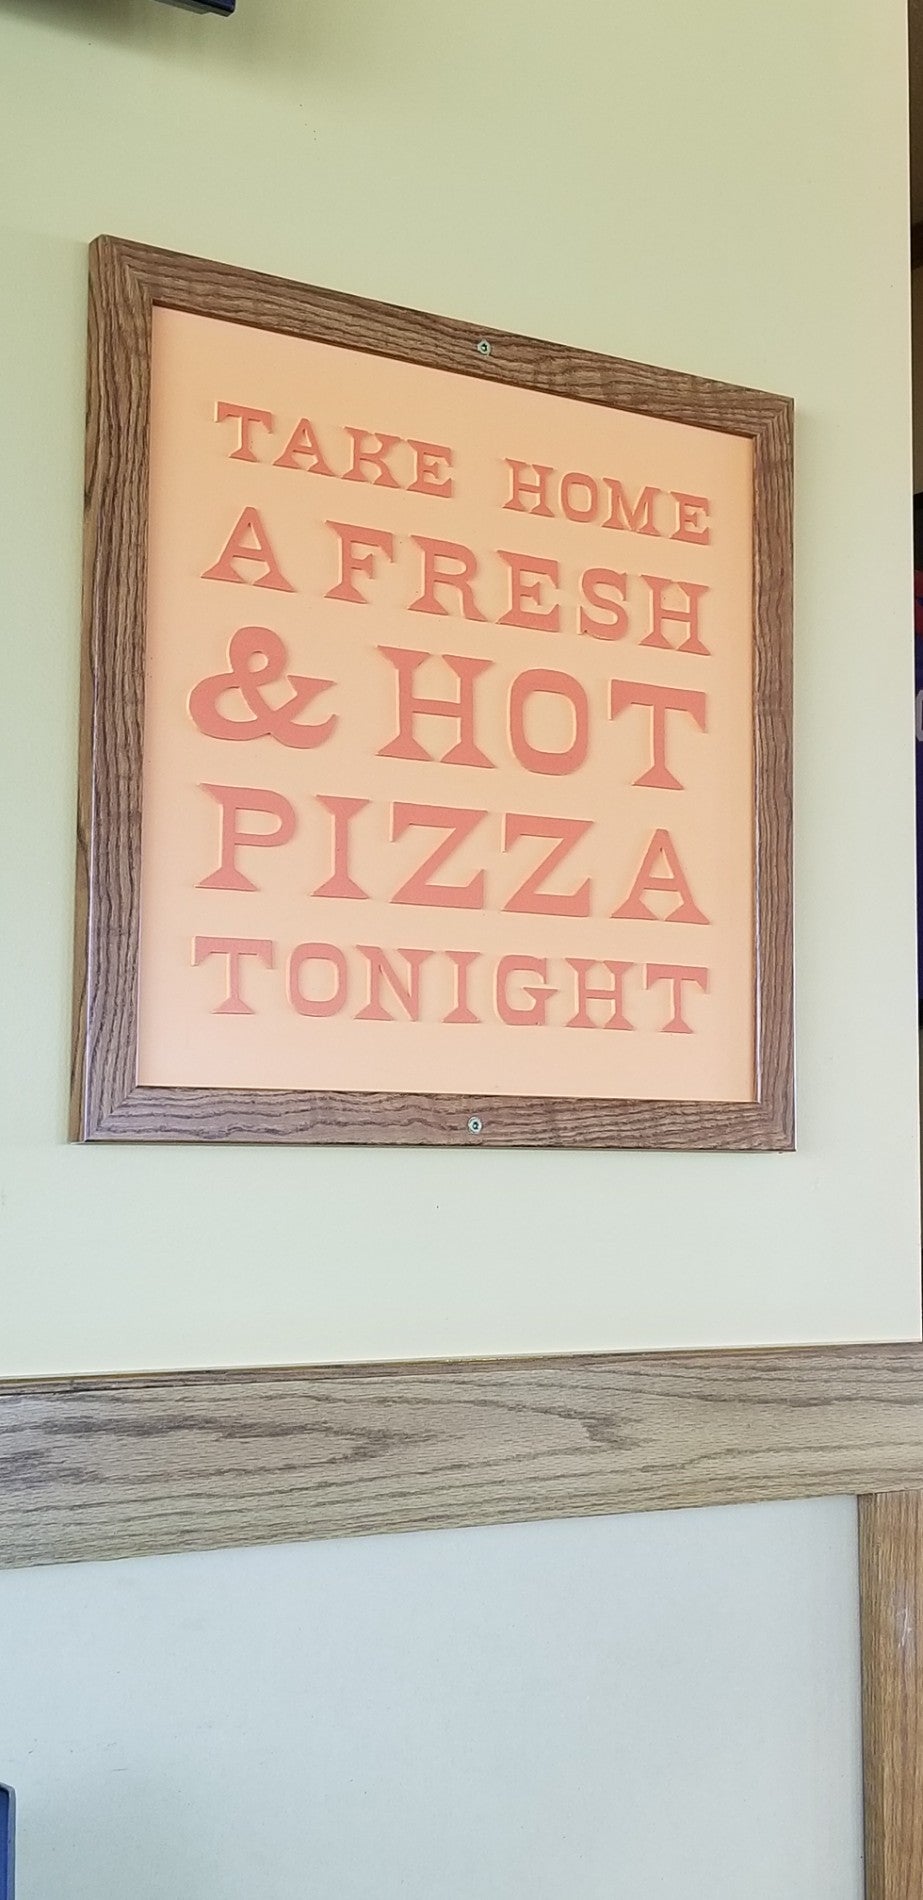 TAKE HOME
A FRESH
& HOT
PIZZA
TONIGHT